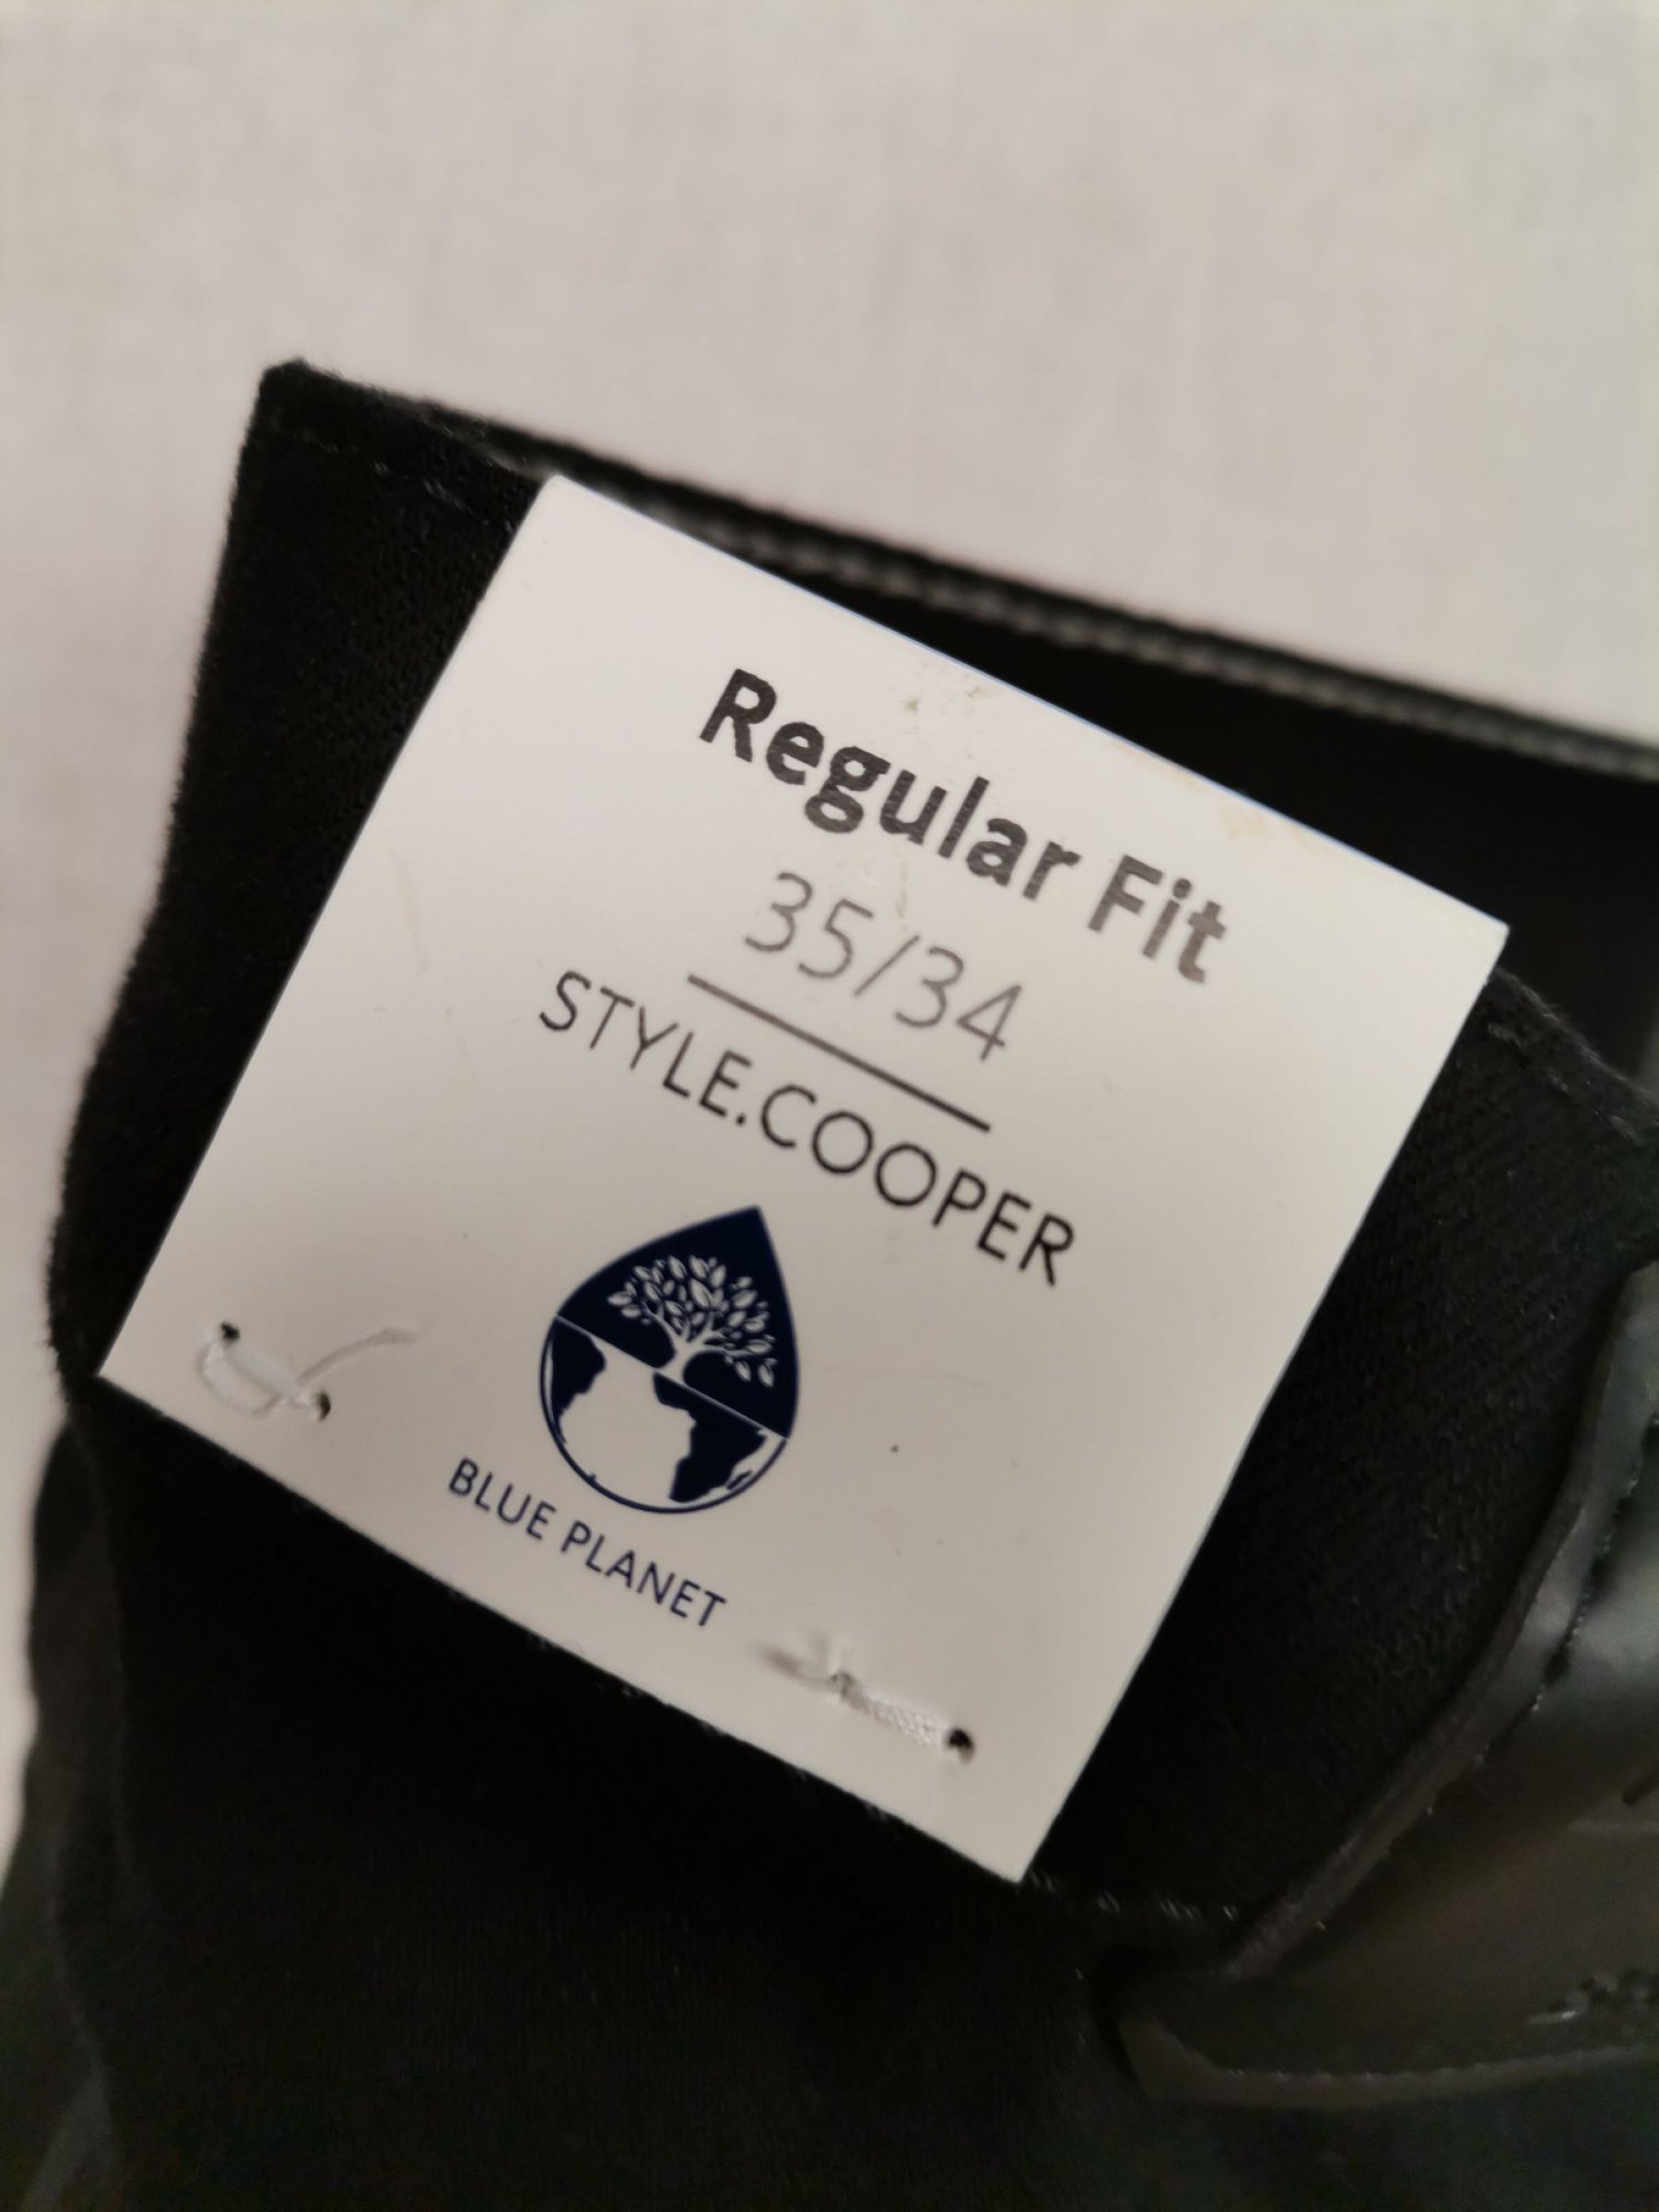 Regular Fit
35/34
STYLE.COOPER
BLUE PLANET